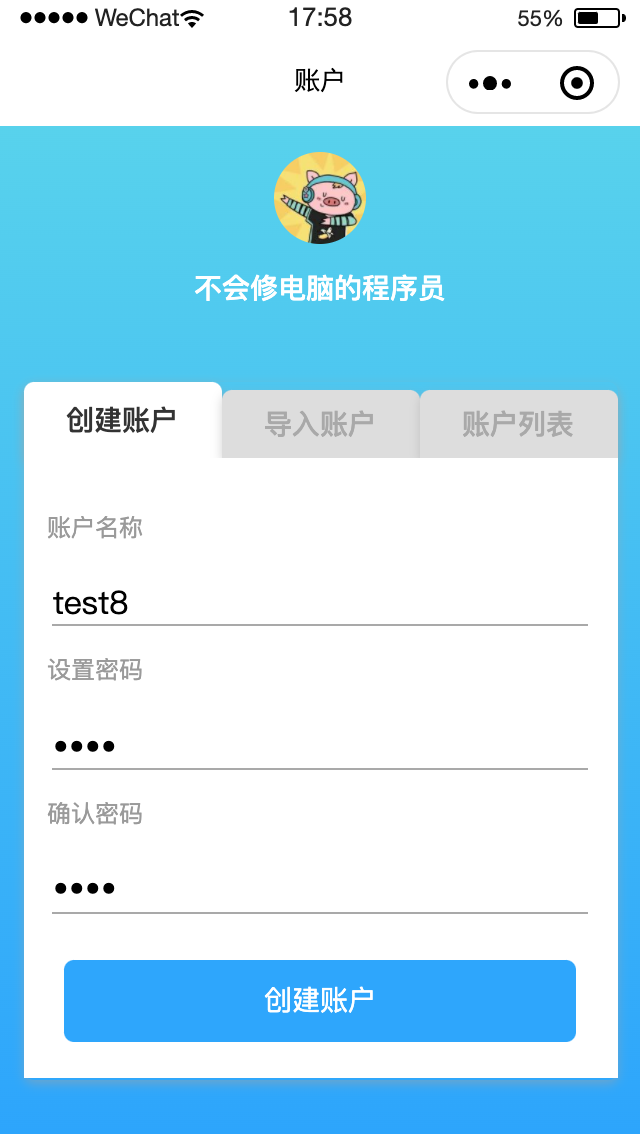 ●●●●● WeChat 17:58 55%
账户
不会修电脑的程序员
创建账户 导入账户 账户列表
账户名称
test8
设置密码
••••
确认密码
••••
创建账户